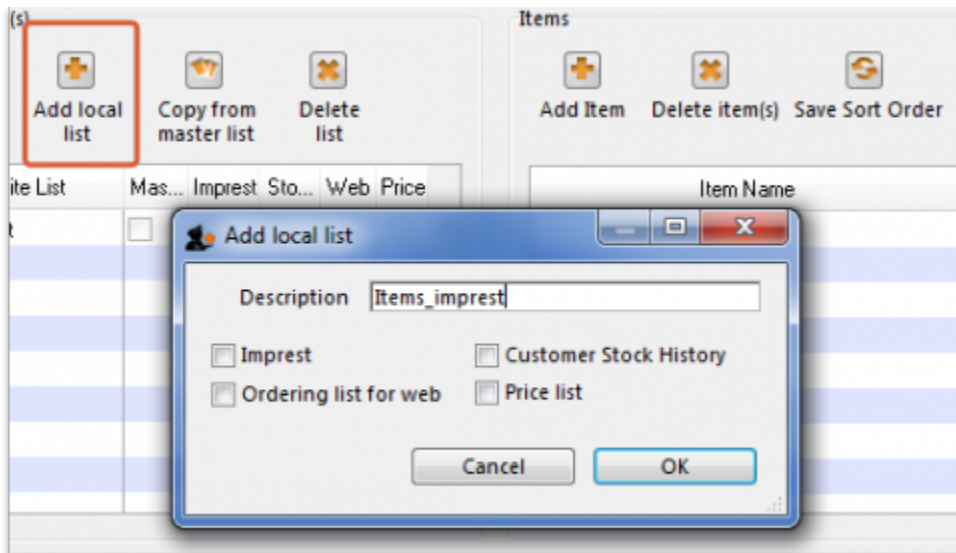 (s)
Items
Add local
list
Copy from
master list
Delete
list
Add Item
Delete item(s)
Save Sort Order
ite List
Mas...
Imprest
Sto...
Web
Price
Item Name
t
Add local list
Description
Items_imprest
Imprest
Customer Stock History
Ordering list for web
Price list
Cancel
OK